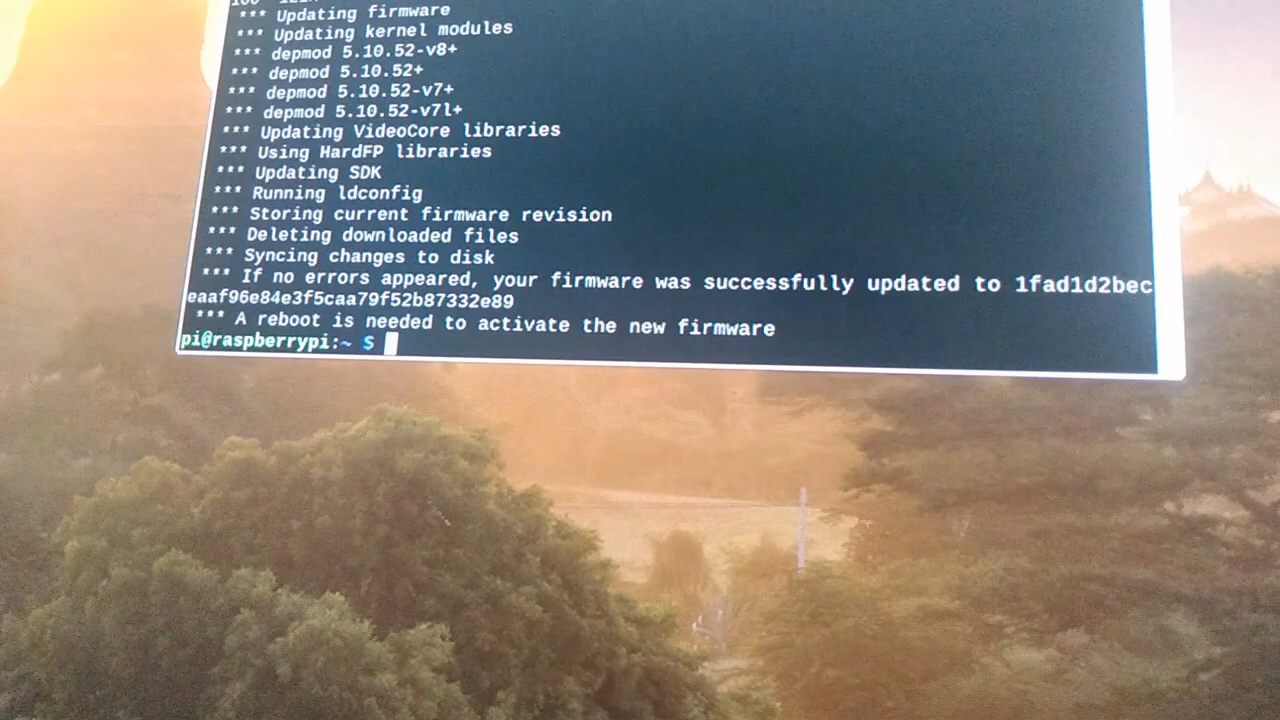 *** Updating firmware
*** Updating kernel modules
*** depmod 5.10.52-v8+
*** depmod 5.10.52+
*** depmod 5.10.52-v7+
*** depmod 5.10.52-v7l+
*** Updating VideoCore libraries
*** Using HardFP libraries
*** Updating SDK
*** Running ldconfig
*** Storing current firmware revision
*** Deleting downloaded files
*** Syncing changes to disk
*** If no errors appeared, your firmware was successfully updated to 1fad1d2bec
eaaf96e84e3f5caa79f52b87332e89
*** A reboot is needed to activate the new firmware
pi@raspberrypi:~ $